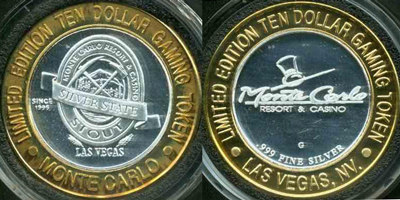 LIMITED EDITION TEN DOLLAR GAMING TOKEN
MONTE CARLO RESORT & CASINO
SINCE
1995
SILVER STATE
STOUT
LAS VEGAS
MONTE CARLO
LIMITED EDITION TEN DOLLAR GAMING TOKEN
Monte Carlo
RESORT & CASINO
G
.999 FINE SILVER
LAS VEGAS, NV.